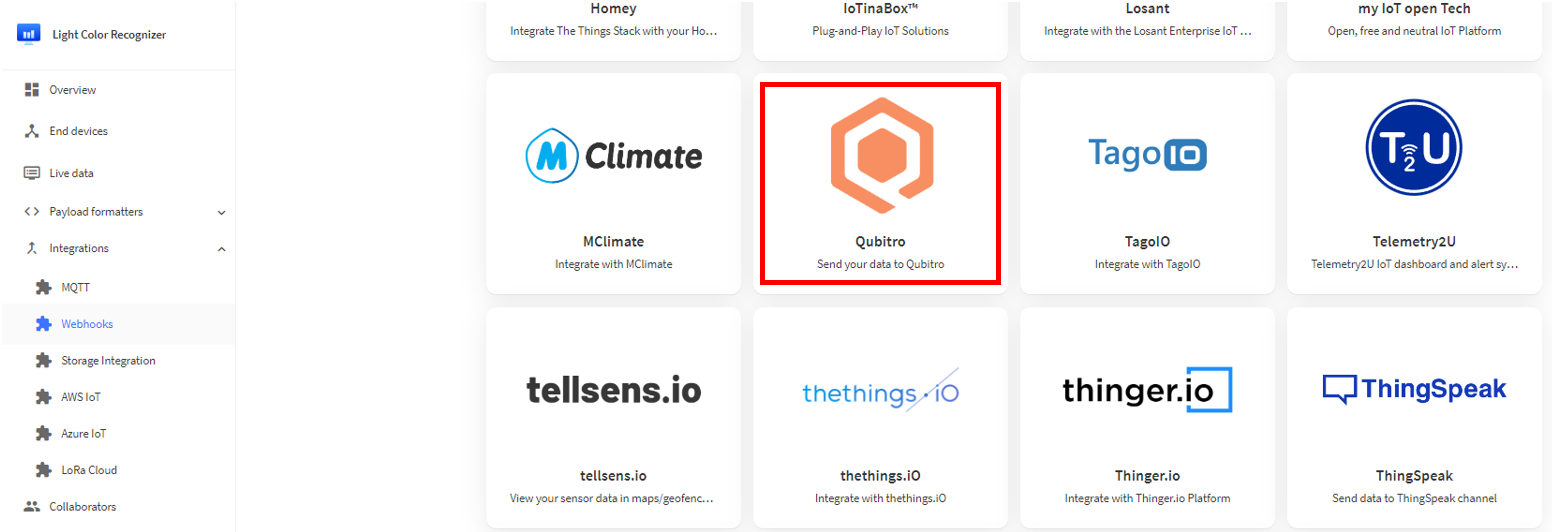 Light Color Recognizer
Overview
End devices
Live data
Payload formatters
Integrations
MQTT
Webhooks
Storage Integration
AWS IoT
Azure IoT
LoRa Cloud
Collaborators
Homey
Integrate The Things Stack with your Ho...
IoTinaBox™
Plug-and-Play IoT Solutions
Losant
Integrate with the Losant Enterprise IoT ...
my IoT open Tech
Open, free and neutral IoT Platform
M Climate
MClimate
Integrate with MClimate
Qubitro
Send your data to Qubitro
Tago IO
TagoIO
Integrate with TagoIO
T2U
Telemetry2U
Telemetry2U IoT dashboard and alert sy...
tellsens.io
tellsens.io
View your sensor data in maps/geofenc...
thethings.iO
thethings.iO
Integrate with thethings.iO
thinger.io
Thinger.io
Integrate with Thinger.io Platform
ThingSpeak
ThingSpeak
Send data to ThingSpeak channel